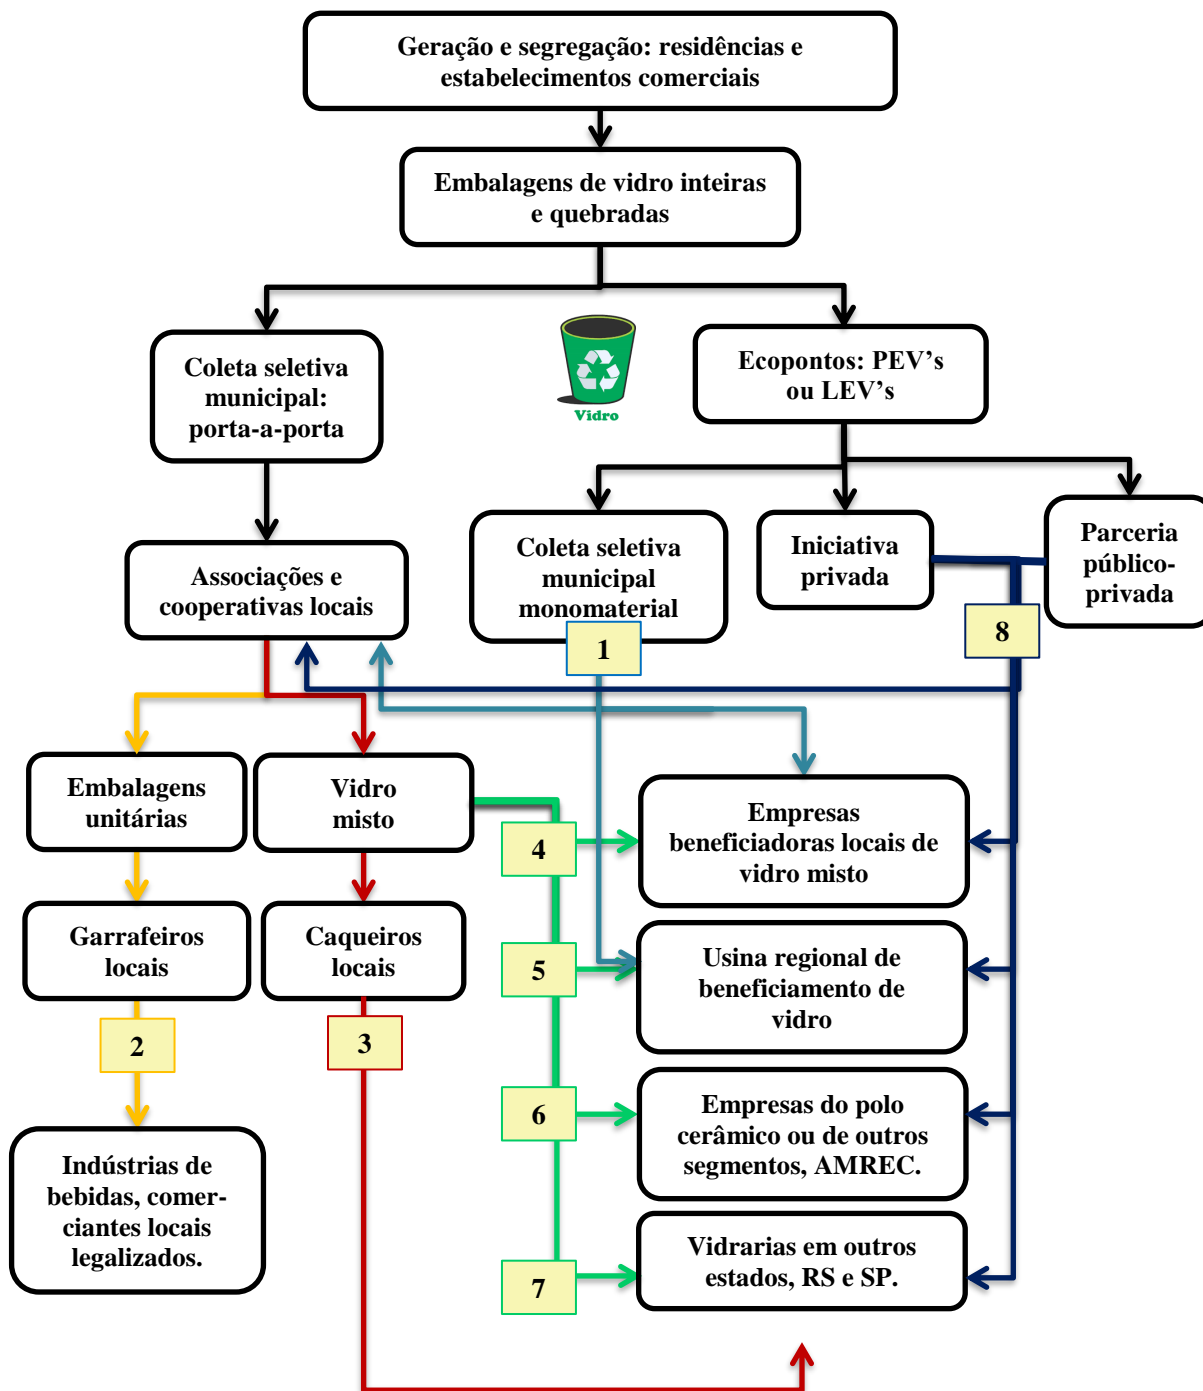 Geração e segregação: residências e
estabelecimentos comerciais
Embalagens de vidro inteiras
e quebradas
Coleta seletiva
municipal:
porta-a-porta
Vidro
Ecopontos: PEV’s
ou LEV’s
Coleta seletiva
municipal
monomaterial
Iniciativa
privada
Parceria
público-
privada
Associações e
cooperativas locais
1
8
Embalagens
unitárias
Vidro
misto
Empresas
beneficiadoras locais de
vidro misto
4
Garrafeiros
locais
Caqueiros
locais
5
Usina regional de
beneficiamento de
vidro
2
3
6
Empresas do polo
cerâmico ou de outros
segmentos, AMREC.
Indústrias de
bebidas, comer-
ciantes locais
legalizados.
7
Vidrarias em outros
estados, RS e SP.